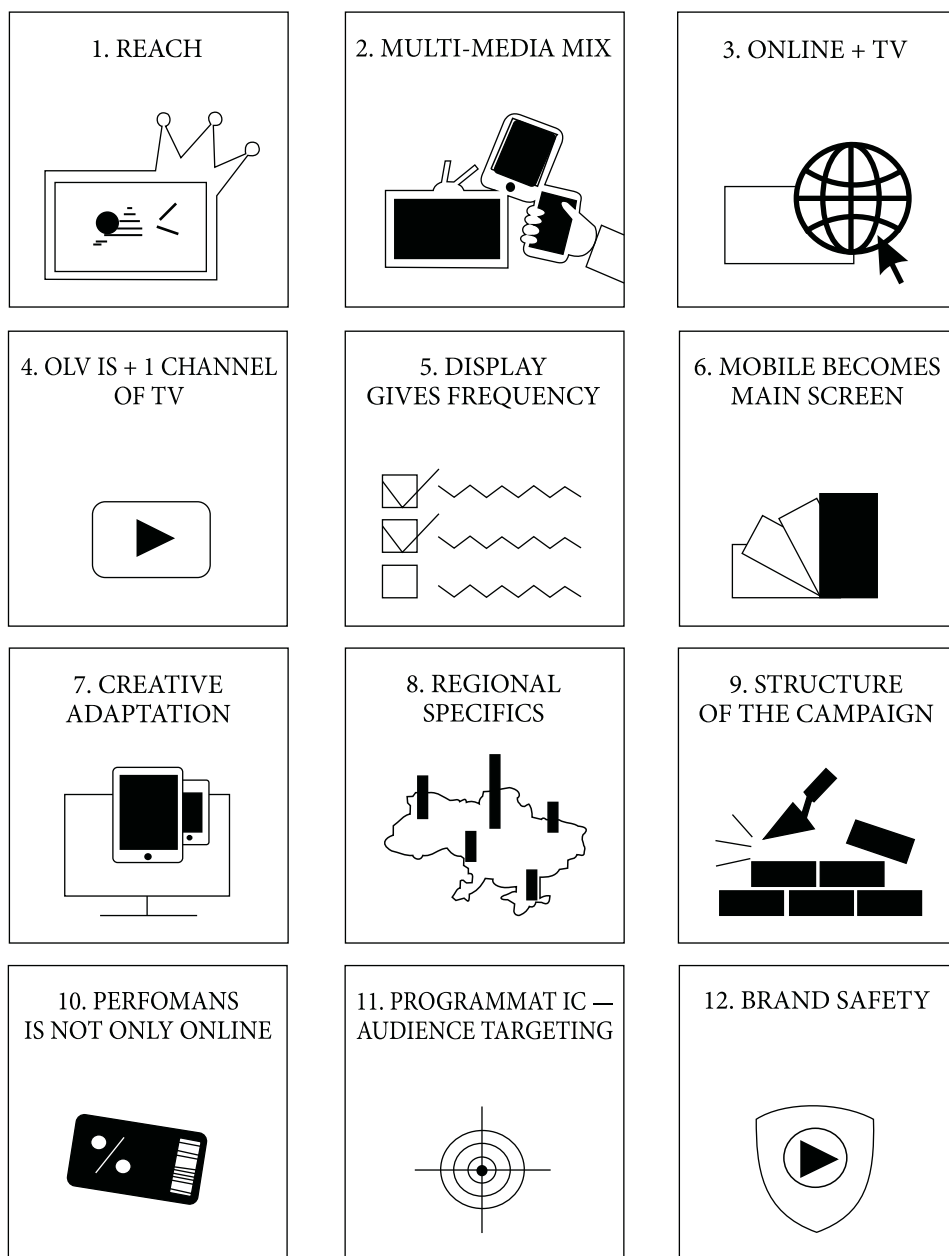 1. REACH
2. MULTI-MEDIA MIX
3. ONLINE + TV
4. OLV IS + 1 CHANNEL
OF TV
5. DISPLAY
GIVES FREQUENCY
6. MOBILE BECOMES
MAIN SCREEN
7. CREATIVE
ADAPTATION
8. REGIONAL
SPECIFICS
9. STRUCTURE
OF THE CAMPAIGN
10. PERFOMANS
IS NOT ONLY ONLINE
11. PROGRAMMAT IC —
AUDIENCE TARGETING
12. BRAND SAFETY